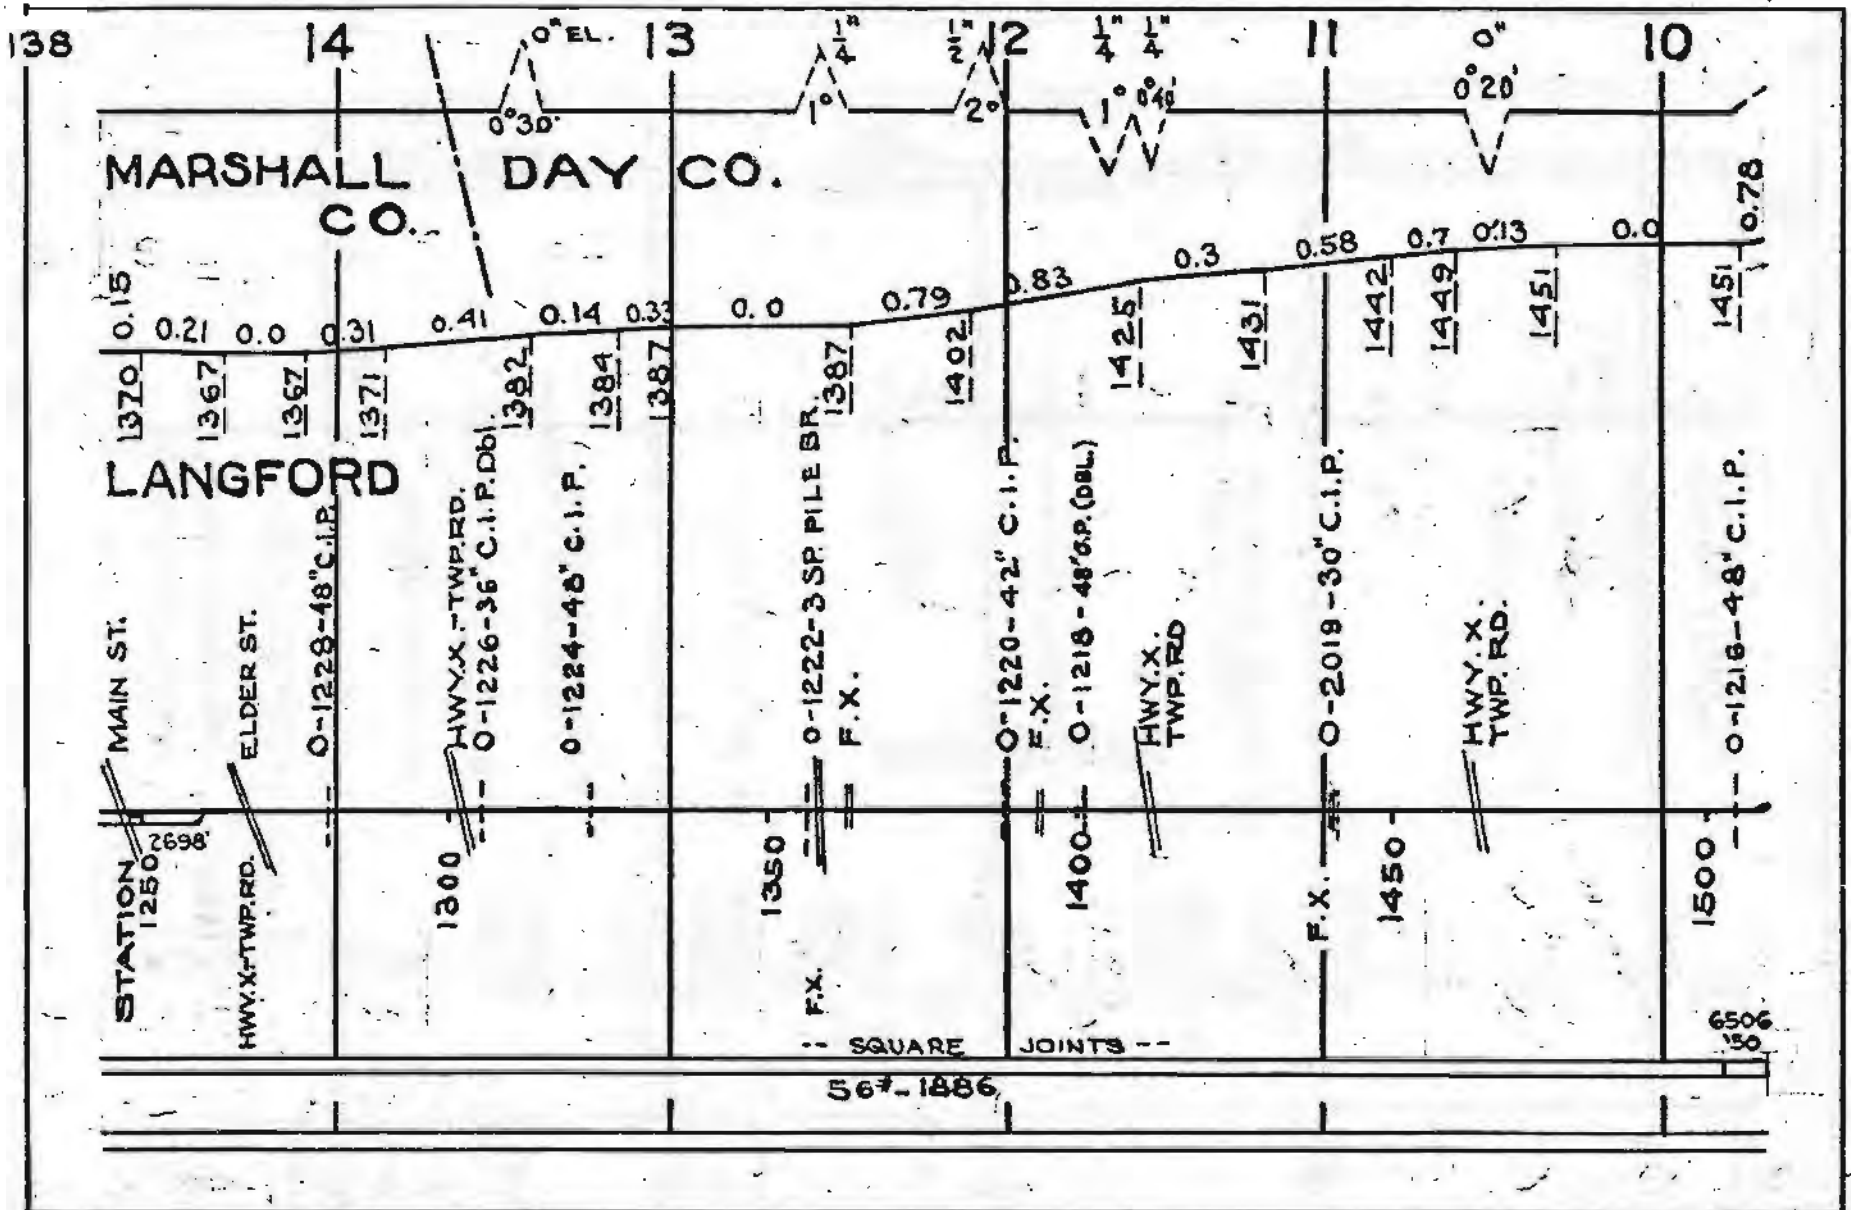 138
14
13
12
11
10
0" EL.
1/4"
1/2"
1/4"
1/4"
0"
0°30'
1°
2°
1°
0°40'
0°20'
MARSHALL CO.
DAY CO.
0.15
0.21
0.0
0.31
0.41
0.14
0.33
0.0
0.79
0.83
0.3
0.58
0.7
0.13
0.0
0.78
1370
1367
1367
1371
1382
1384
1387
1387
1402
1425
1431
1442
1449
1451
1451
LANGFORD
MAIN ST.
ELDER ST.
O-1228-48" C.I.P.
HWY.X.-TWP.RD.
O-1226-36" C.I.P. Dbl.
O-1224-48" C.I.P.
O-1222-3 SP. PILE BR.
F.X.
O-1220-42" C.I.P.
F.X.
O-1218-48" (DBL.)
HWY.X.
TWP.RD
O-2019-30" C.I.P.
HWY.X.
TWP. RD.
O-1216-48" C.I.P.
2698'
STATION
1250
HWY.X-TWP.RD.
1300
1350
F.X.
1400
F.X.
1450
1500
-- SQUARE JOINTS --
6506
'50
56#-1886